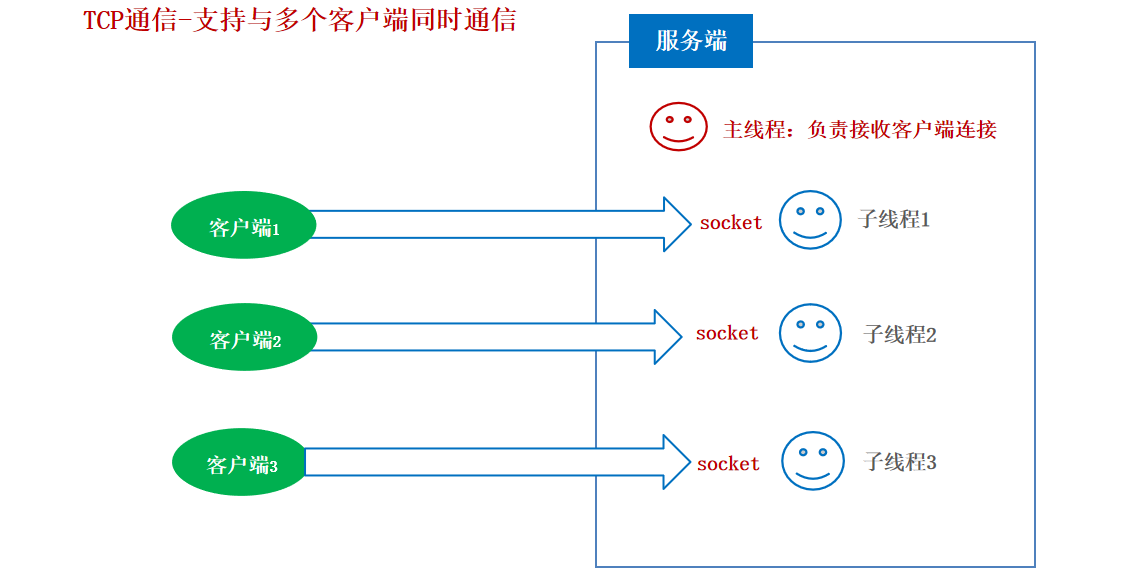 TCP通信-支持与多个客户端同时通信
服务端
主线程：负责接收客户端连接
客户端1
socket
子线程1
客户端2
socket
子线程2
客户端3
socket
子线程3